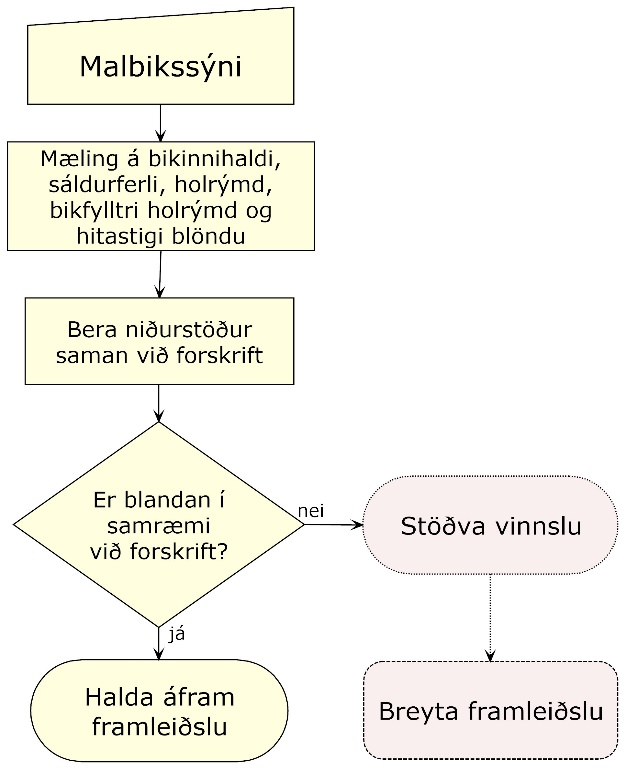 Malbikssýni
Mæling á bikinnihaldi,
sáldurferli, holrýmd,
bikfylltri holrýmd og
hitastigi blöndu
Bera niðurstöður
saman við forskrift
Er blandan í
samræmi
við forskrift?
nei
Stöðva vinnslu
já
Halda áfram
framleiðslu
Breyta framleiðslu